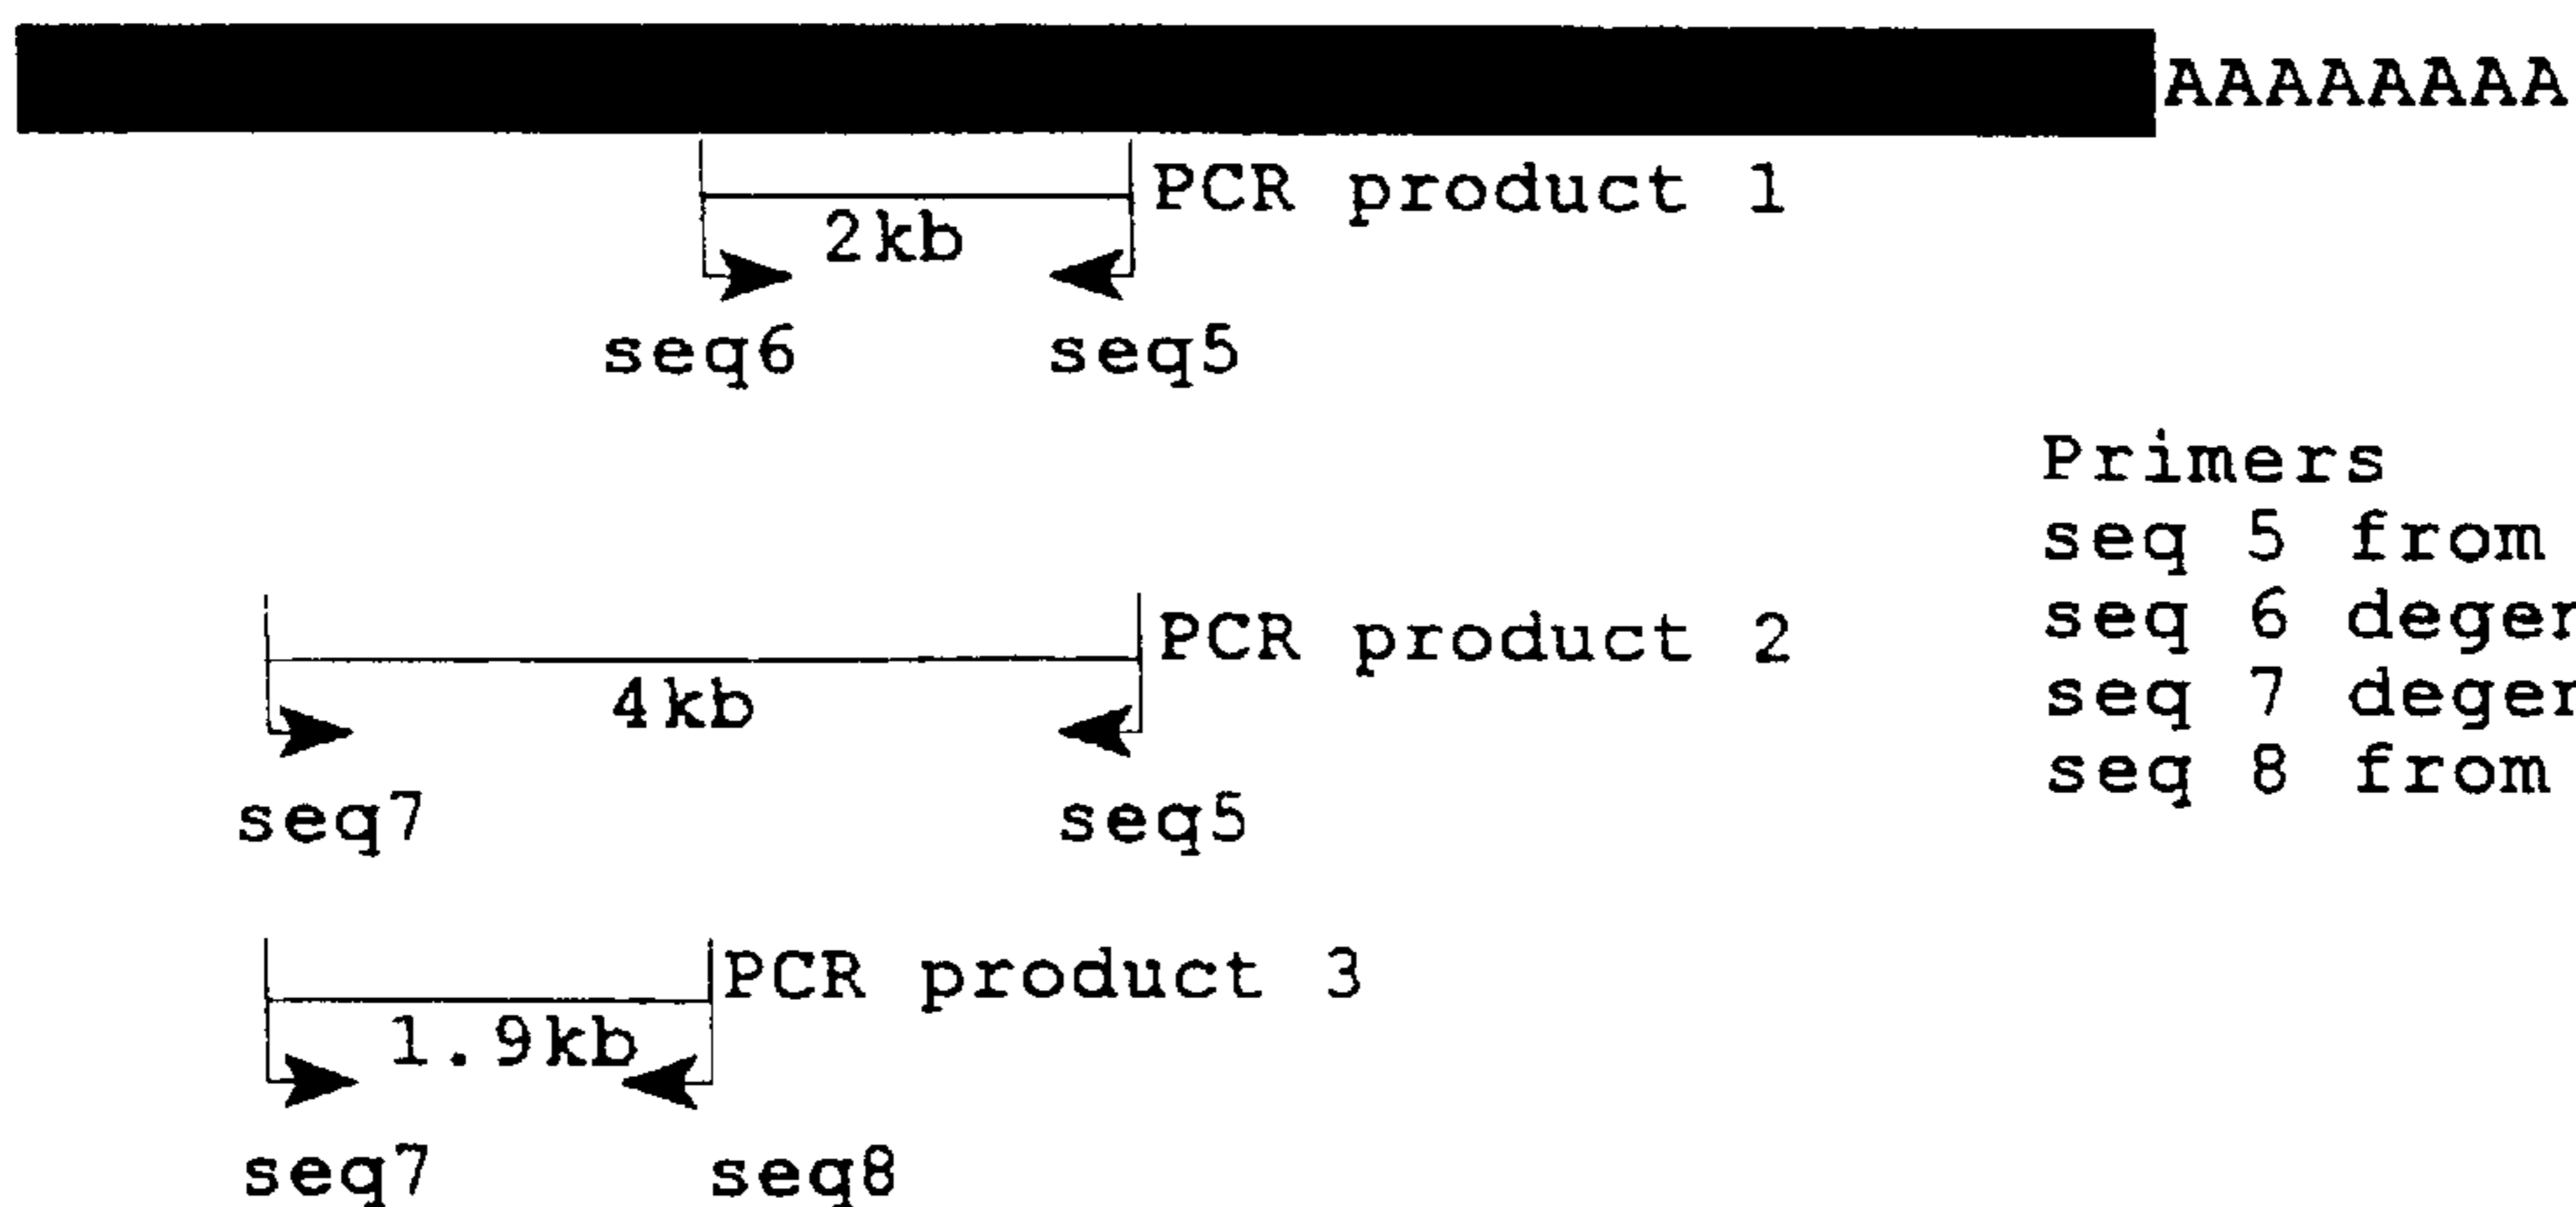 AAAAAAAA
PCR product 1
2kb
seq6 seq5
Primers
seq 5 from
seq 6 degen
seq 7 degen
seq 8 from
PCR product 2
4kb
seq7 seq5
PCR product 3
1.9kb
seq7 seq8